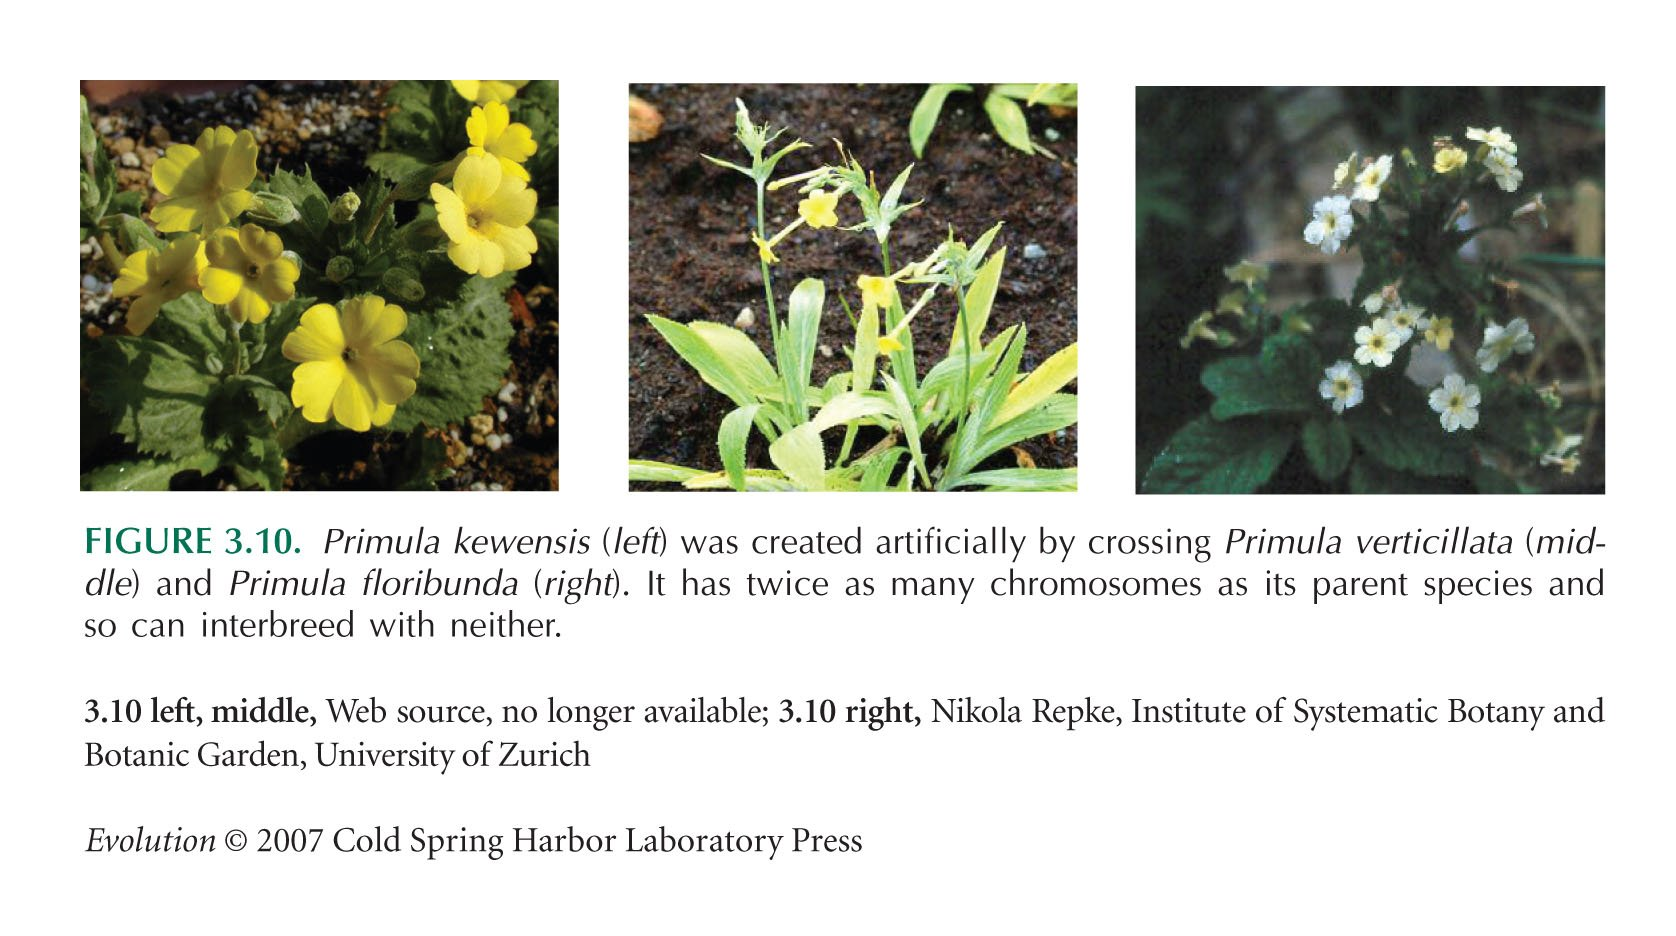 FIGURE 3.10. Primula kewensis (left) was created artificially by crossing Primula verticillata (mid-
dle) and Primula floribunda (right). It has twice as many chromosomes as its parent species and
so can interbreed with neither.
3.10 left, middle, Web source, no longer available; 3.10 right, Nikola Repke, Institute of Systematic Botany and
Botanic Garden, University of Zurich
Evolution © 2007 Cold Spring Harbor Laboratory Press